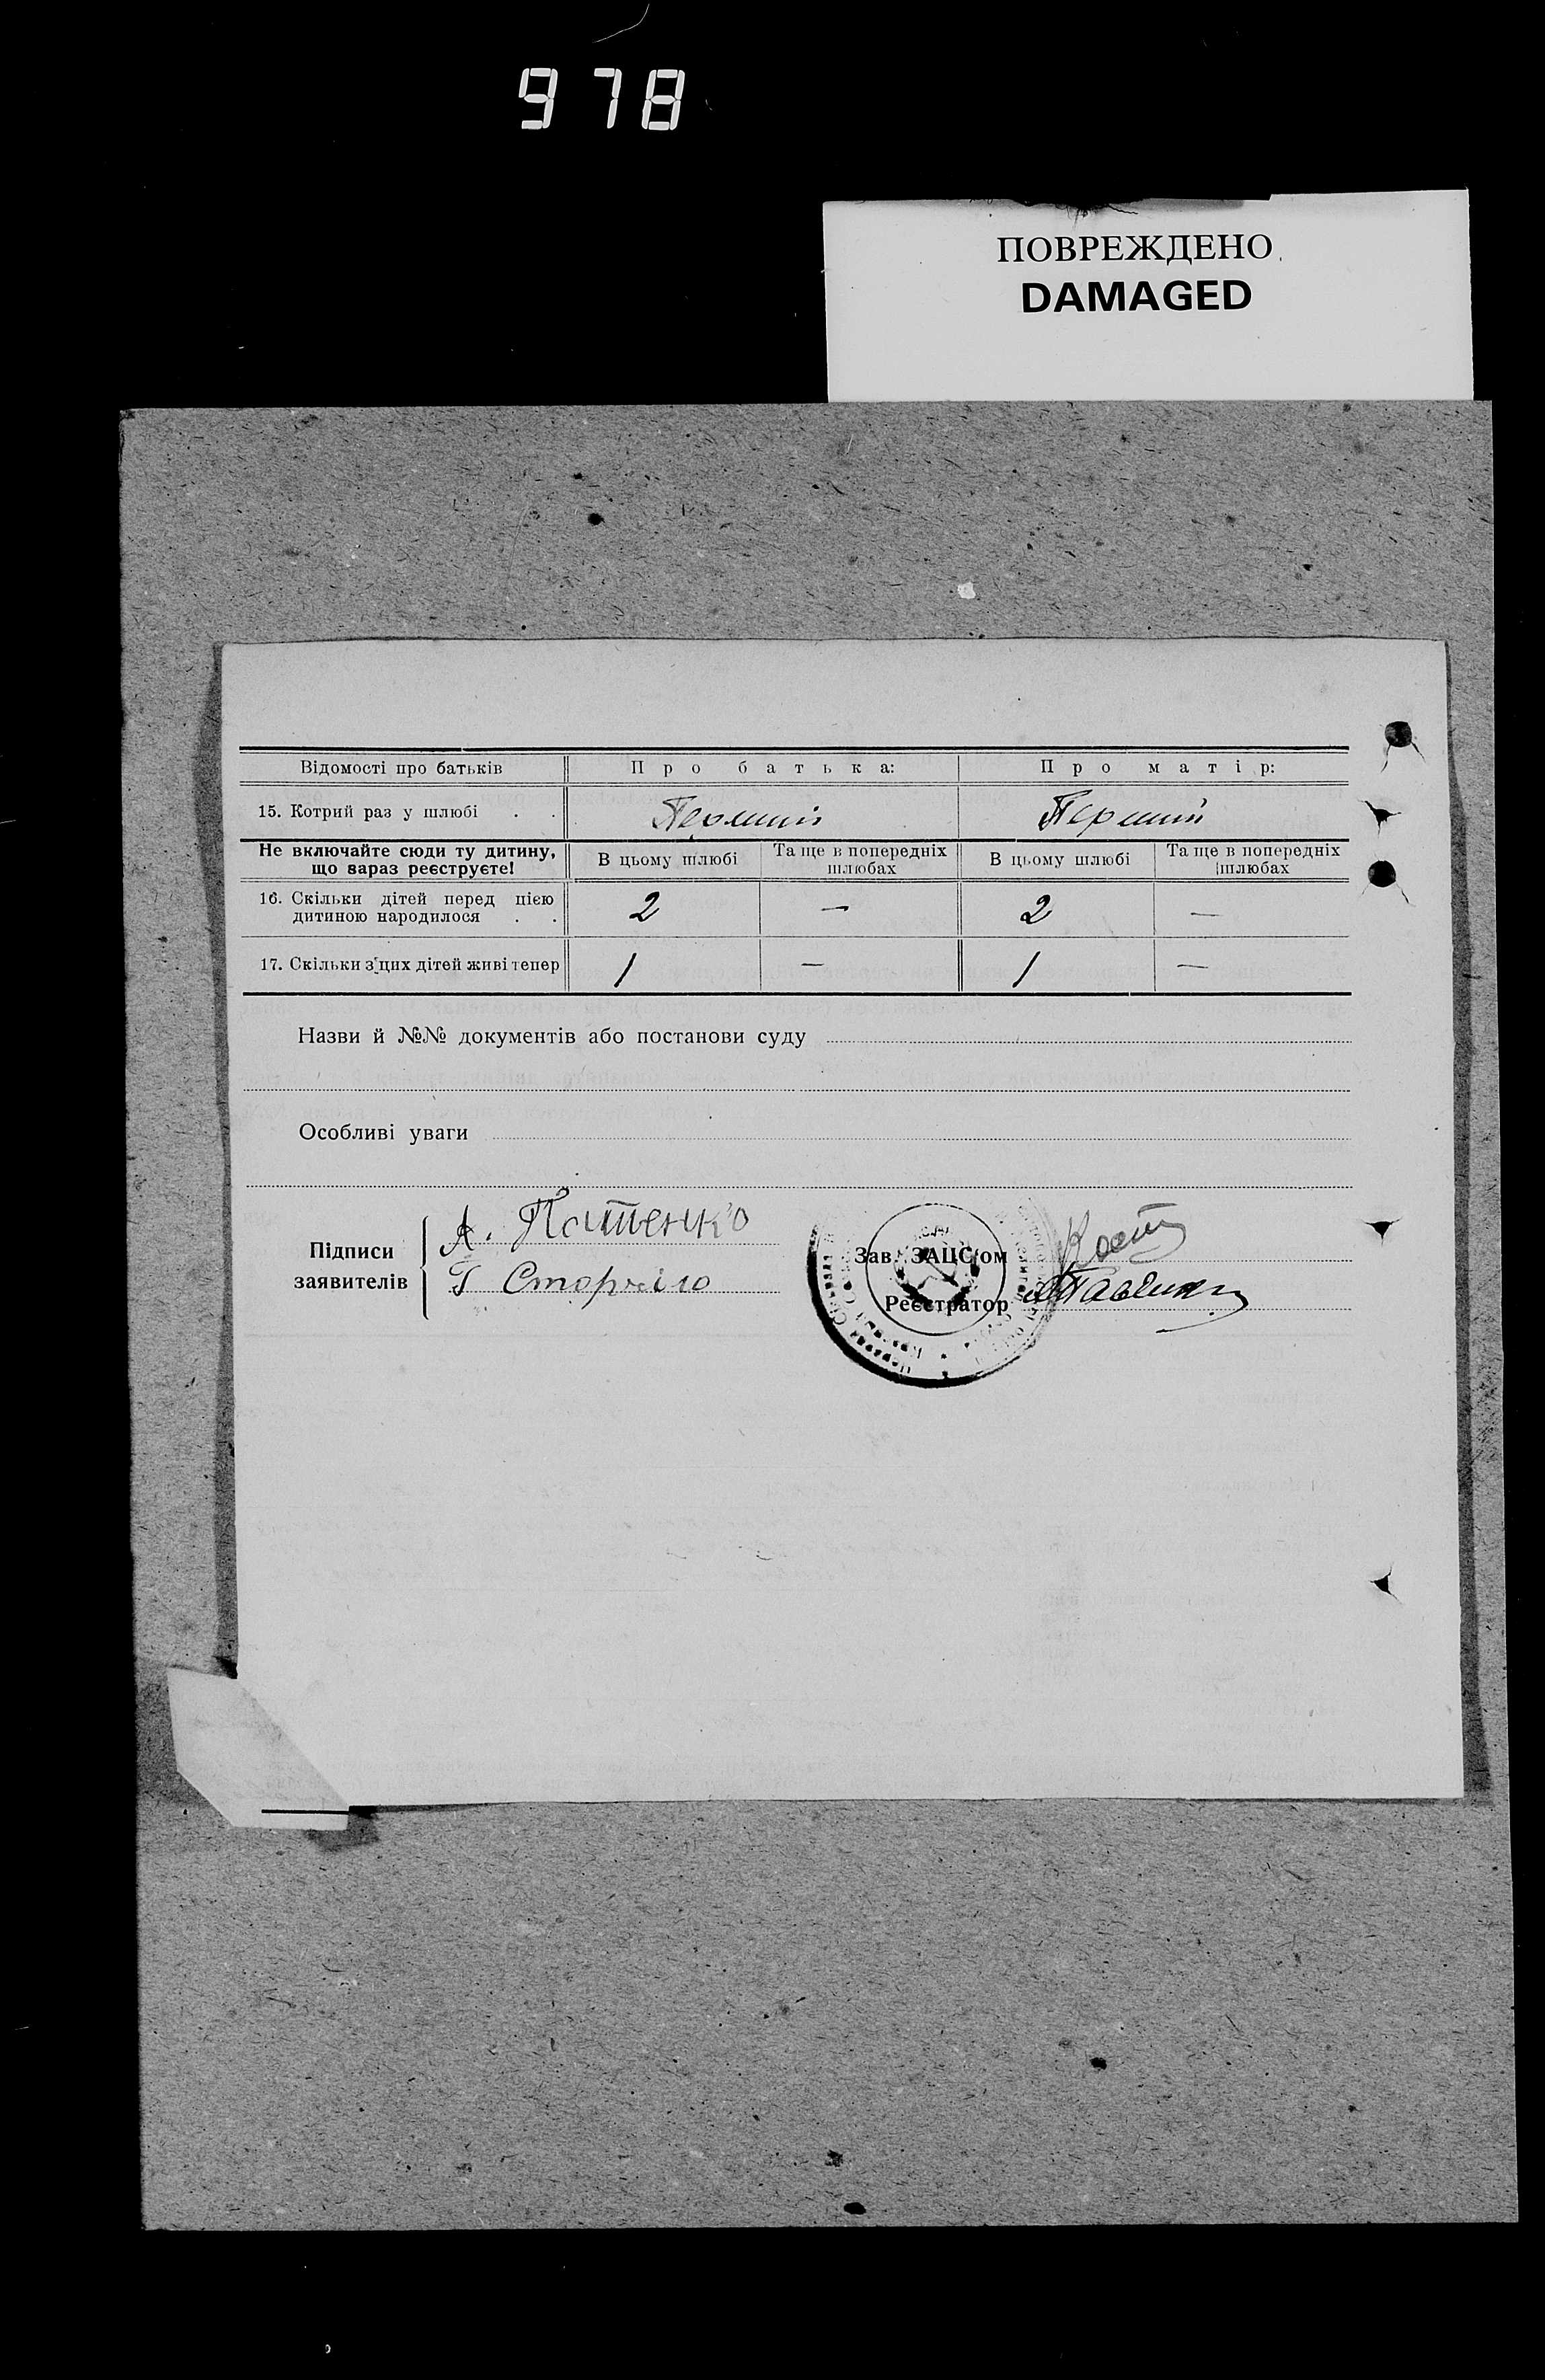 978
ПОВРЕЖДЕНО
DAMAGED
Відомості про батьків Про батька: Про матір:
15. Котрий раз у шлюбі . . Перший Перший
Не включайте сюди ту дитину, що зараз реєструєте! В цьому шлюбі Та ще в попередніх шлюбах В цьому шлюбі Та ще в попередніх шлюбах
16. Скільки дітей перед цією дитиною народилося . . 2 — 2 —
17. Скільки з цих дітей живі тепер 1 — 1 —
Назви й №№ документів або постанови суду
Особливі уваги
Підписи заявителів
А.
Г
Зав. ЗАЦС'ом
Реєстратор